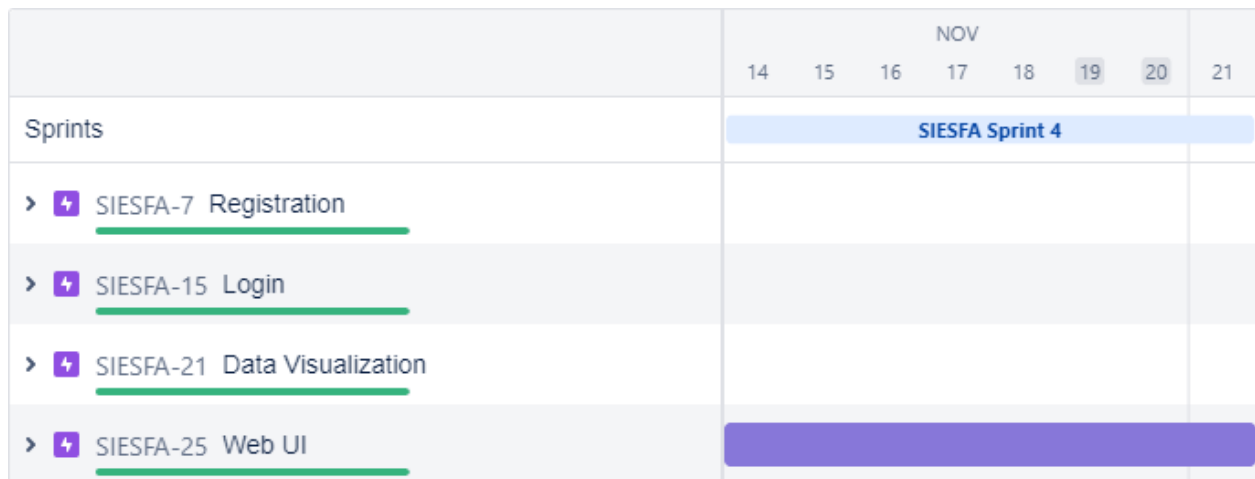 NOV
14 15 16 17 18 19 20 21
Sprints
SIESFA Sprint 4
SIESFA-7 Registration
SIESFA-15 Login
SIESFA-21 Data Visualization
SIESFA-25 Web UI